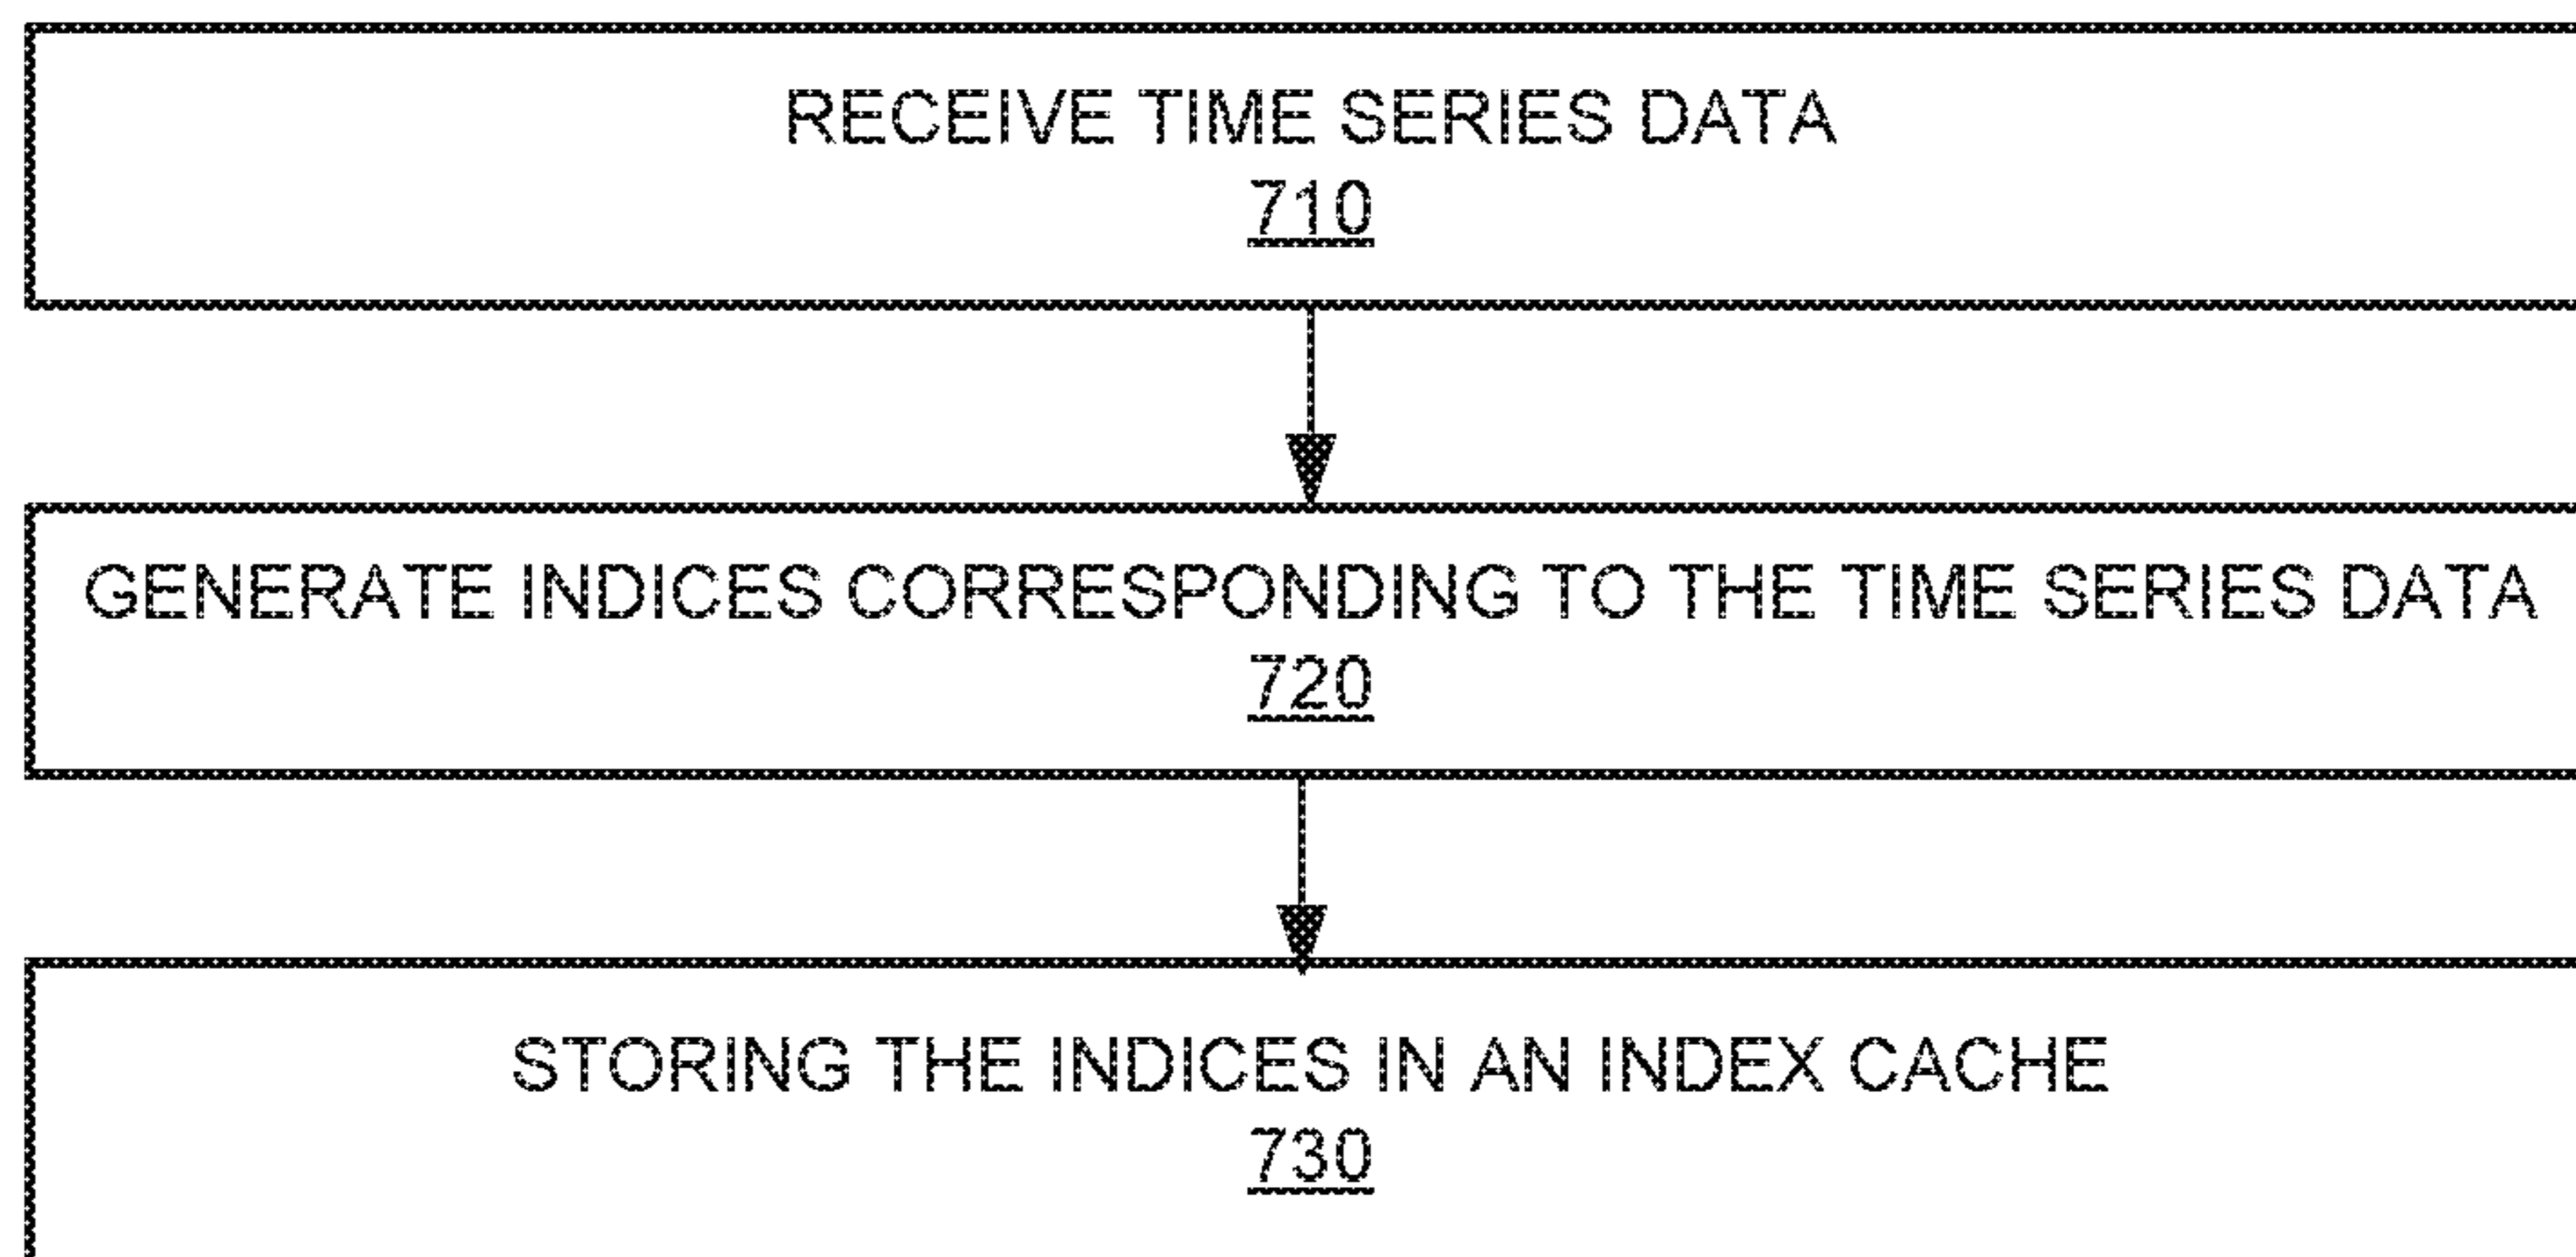 RECEIVE TIME SERIES DATA
710
GENERATE INDICES CORRESPONDING TO THE TIME SERIES DATA
720
STORING THE INDICES IN AN INDEX CACHE
730